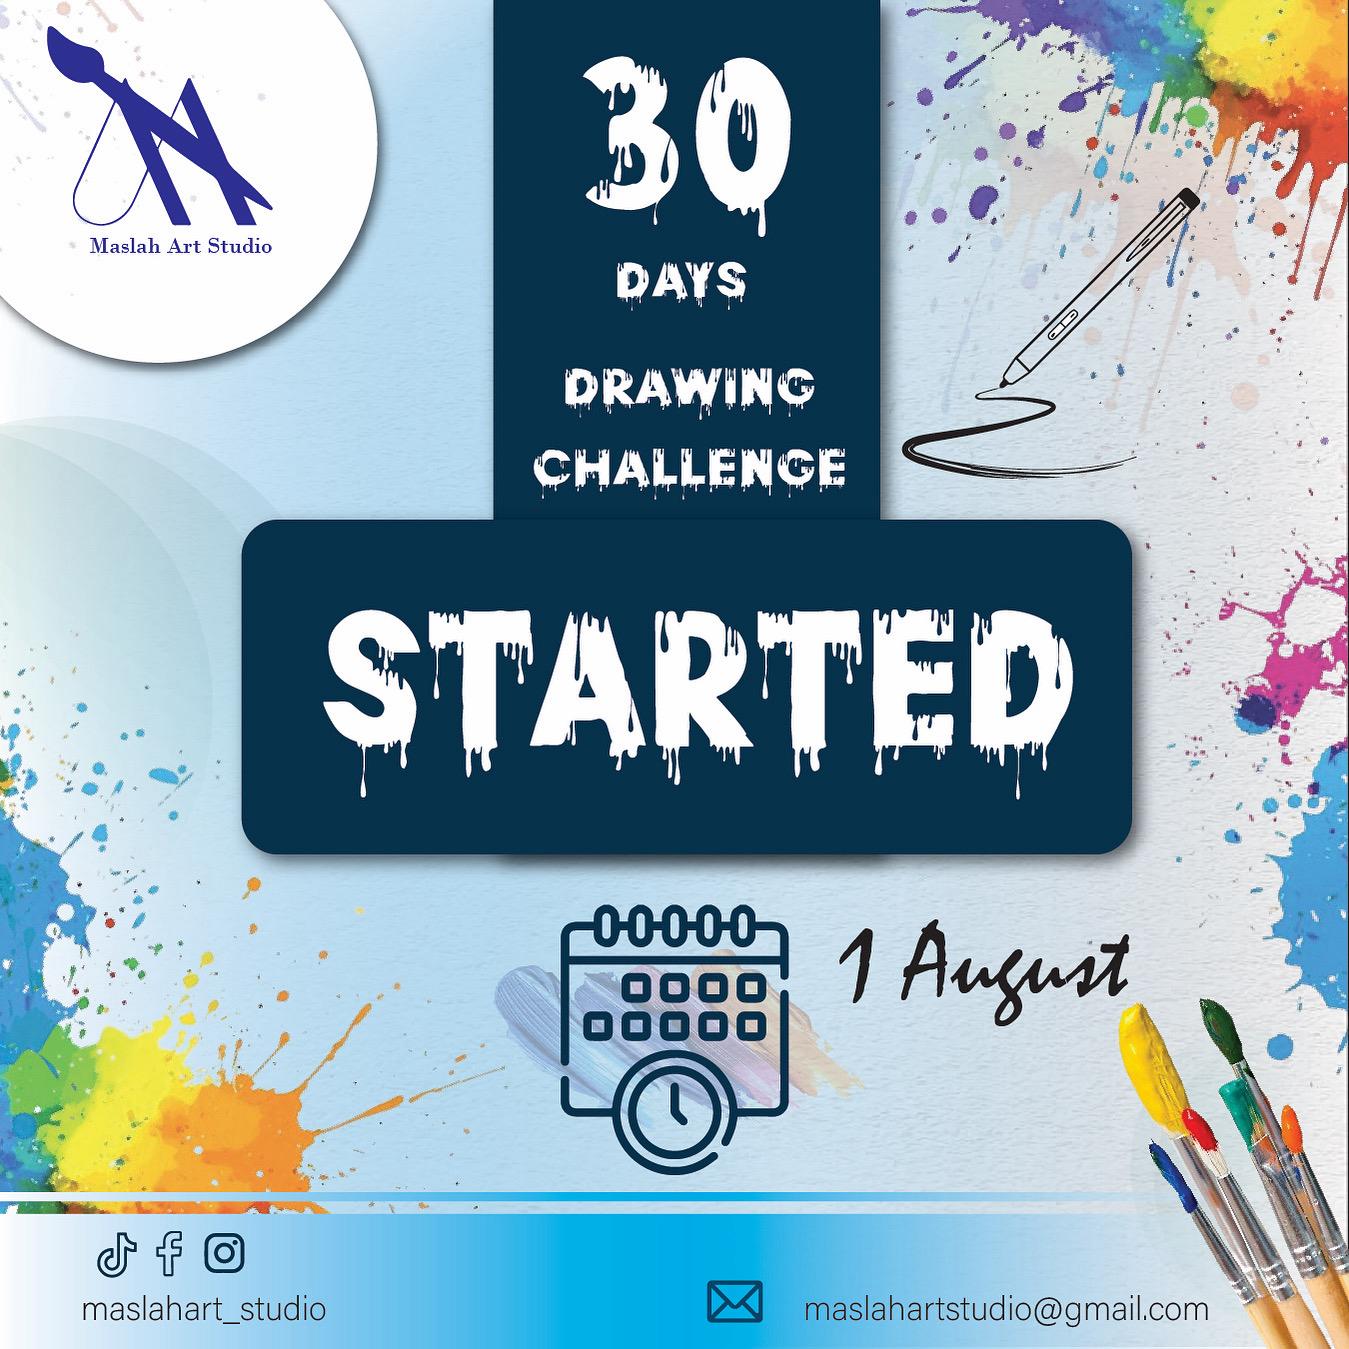 Maslah Art Studio
30
DAYS
DRAWING
CHALLENGE
STARTED
1 August
maslahart_studio
maslahartstudio@gmail.com